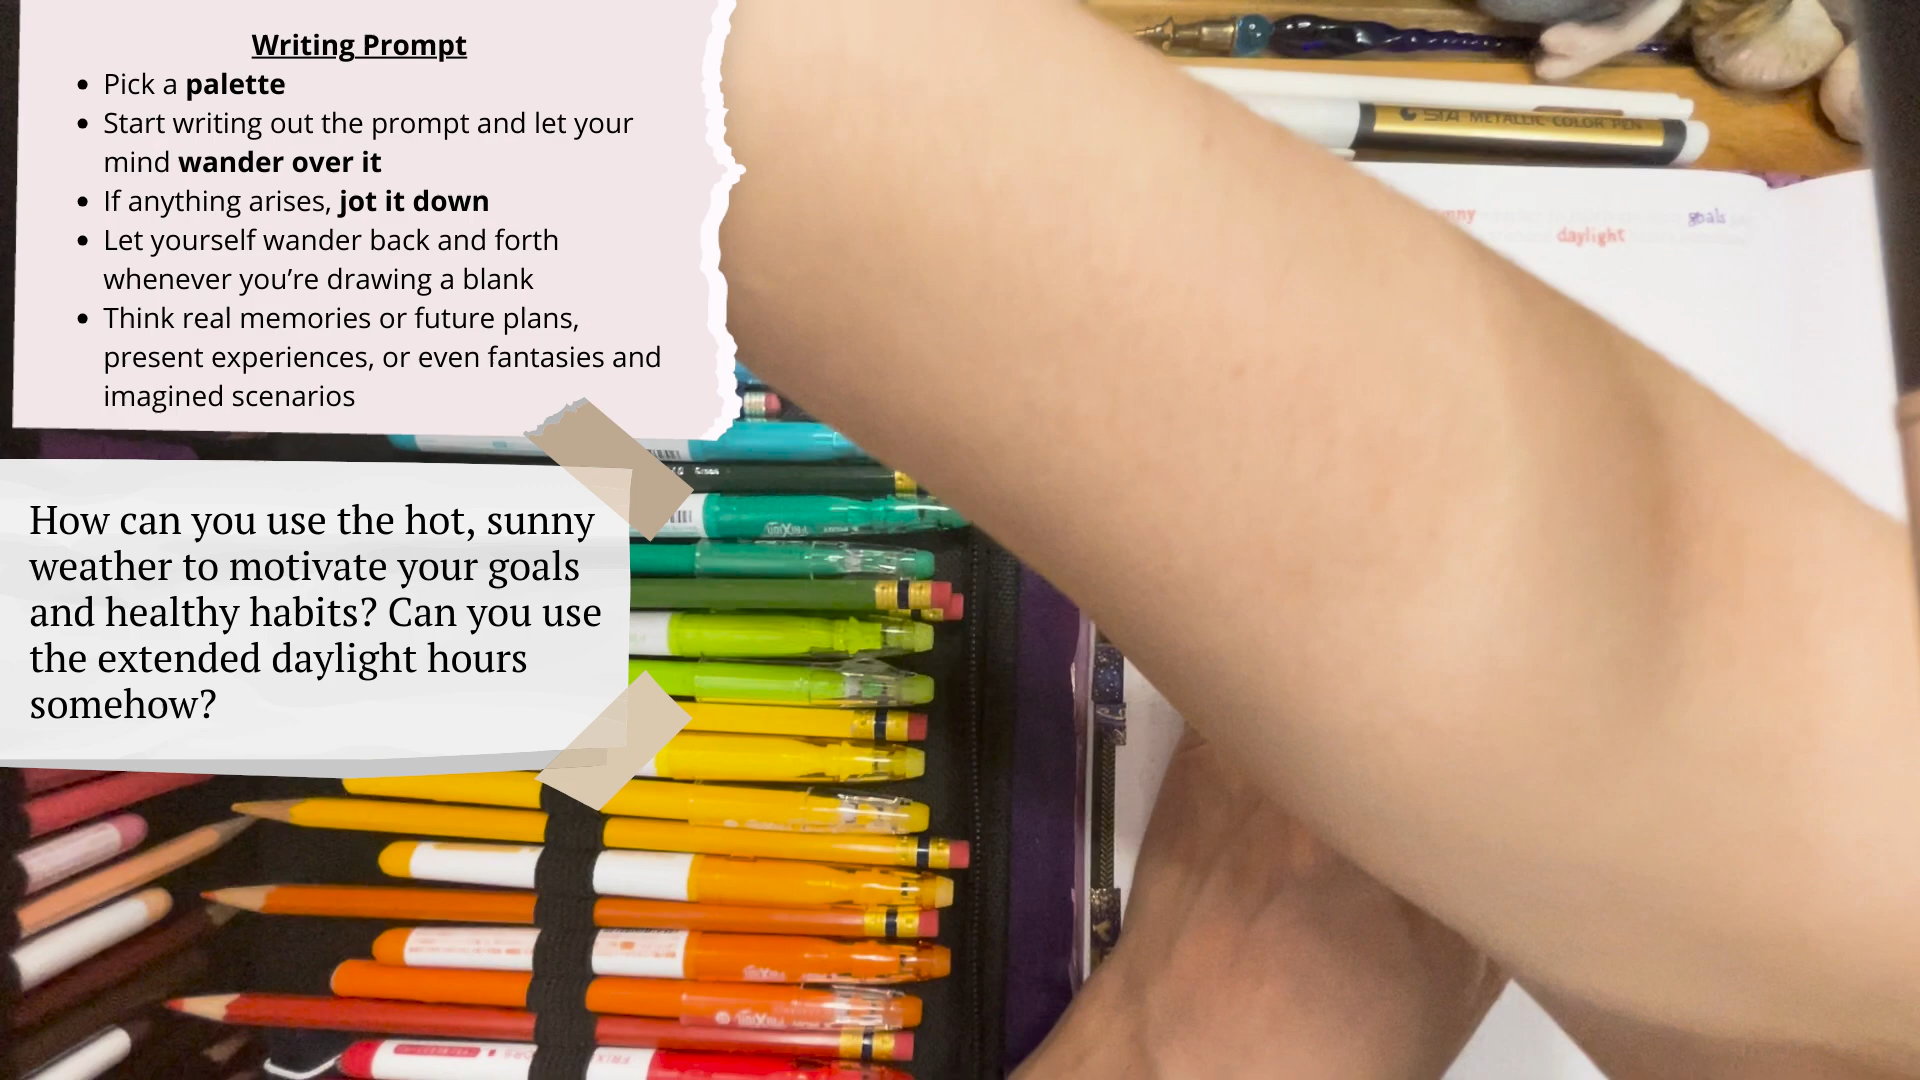 Writing Prompt
Pick a palette
Start writing out the prompt and let your
mind wander over it
If anything arises, jot it down
Let yourself wander back and forth
whenever you’re drawing a blank
Think real memories or future plans,
present experiences, or even fantasies and
imagined scenarios
How can you use the hot, sunny
weather to motivate your goals
and healthy habits? Can you use
the extended daylight hours
somehow?
STA METALLIC COLOR PEN
goals
daylight